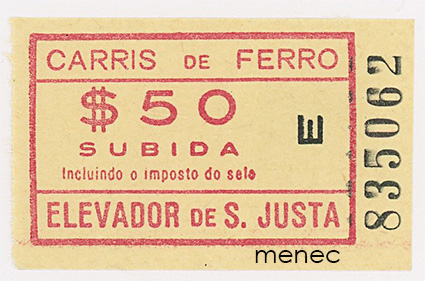 CARRIS DE FERRO
$50
SUBIDA
Incluindo o imposto do selo
E
ELEVADOR DE S. JUSTA
835062
menec